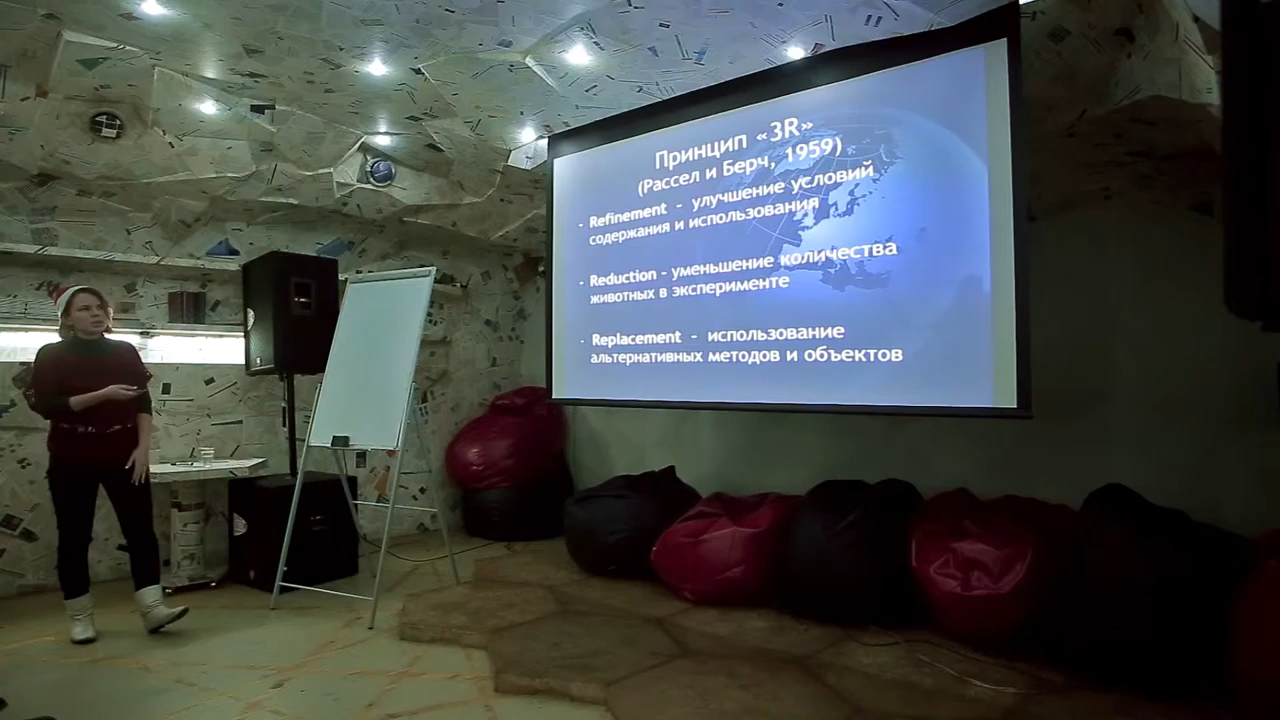 Принцип «3R»
(Рассел и Берч, 1959)
- Refinement - улучшение условий
содержания и использования
- Reduction - уменьшение количества
животных в эксперименте
- Replacement - использование
альтернативных методов и объектов